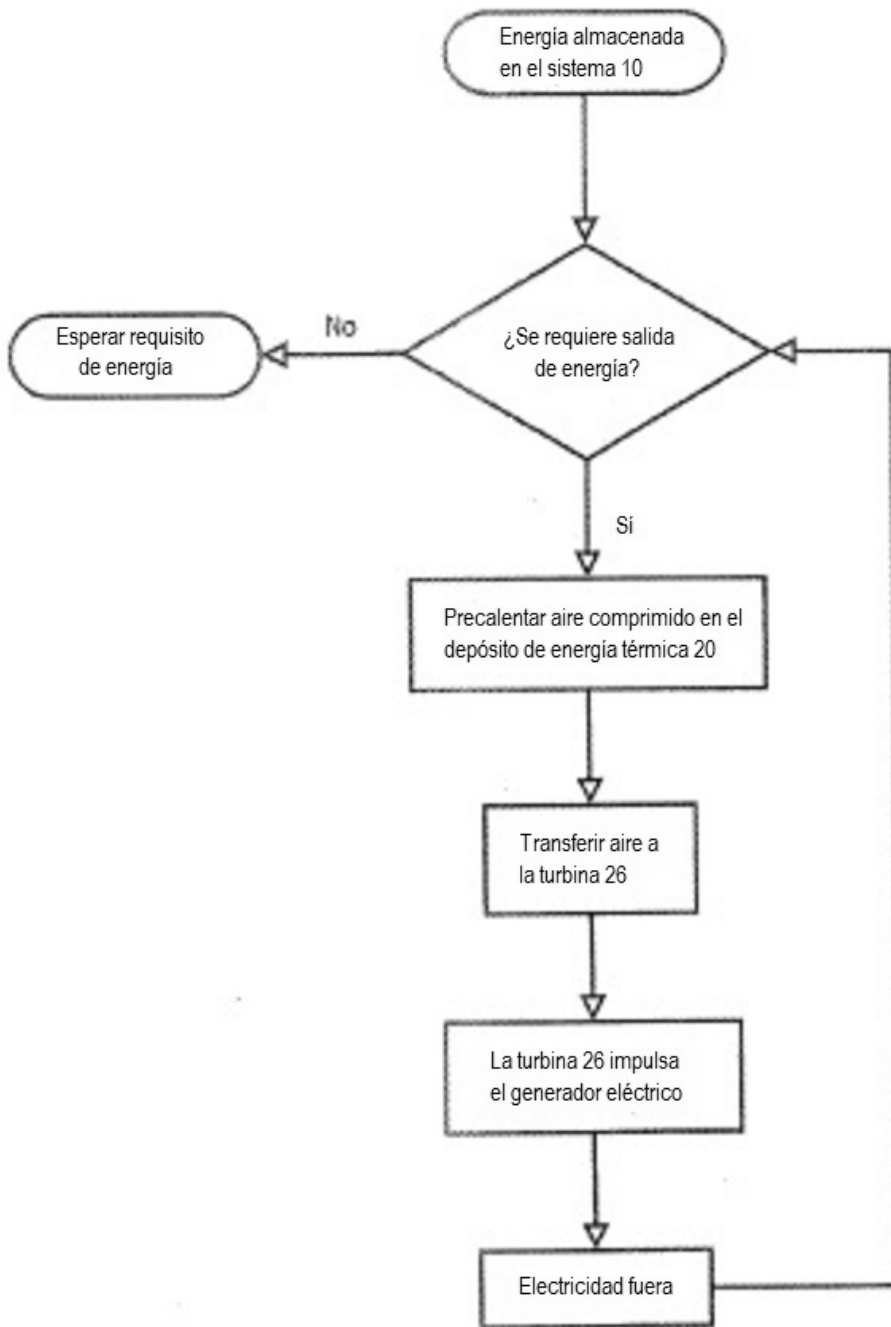 Energía almacenada
en el sistema 10
¿Se requiere salida
de energía?
No
Esperar requisito
de energía
Sí
Precalentar aire comprimido en el
depósito de energía térmica 20
Transferir aire a
la turbina 26
La turbina 26 impulsa
el generador eléctrico
Electricidad fuera